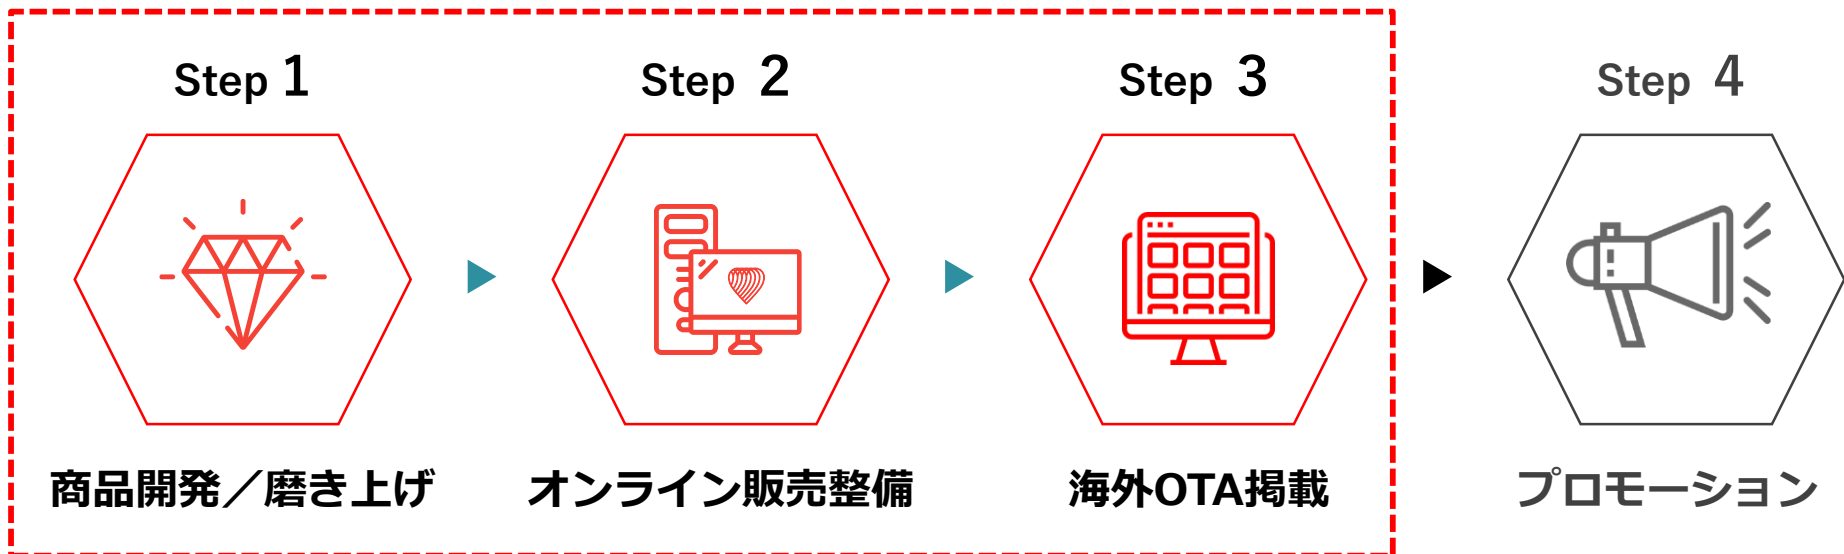 Step 1
Step 2
Step 3
Step 4
商品開発／磨き上げ
オンライン販売整備
海外OTA掲載
プロモーション